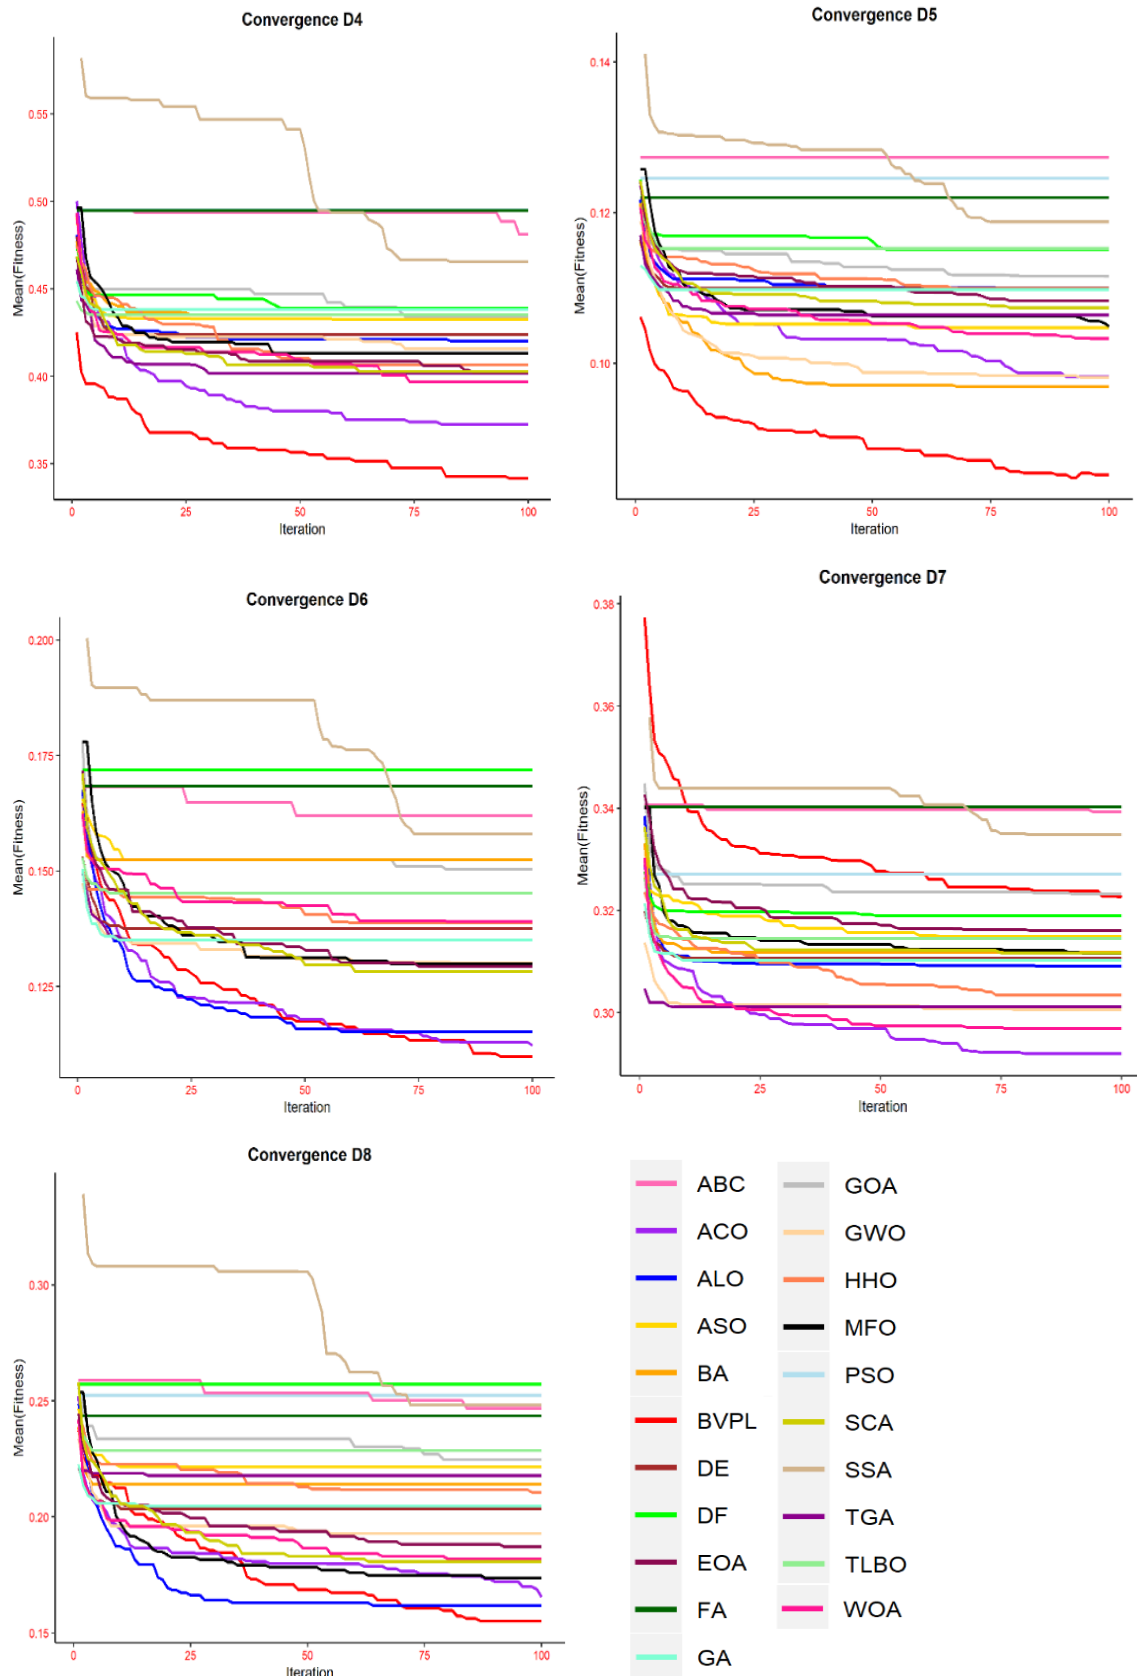 Convergence D4
Mean(Fitness)
0.55
0.50
0.45
0.40
0.35
0 25 50 75 100
Iteration
Convergence D5
Mean(Fitness)
0.14
0.12
0.10
0 25 50 75 100
Iteration
Convergence D6
Mean(Fitness)
0.200
0.175
0.150
0.125
0 25 50 75 100
Iteration
Convergence D7
Mean(Fitness)
0.38
0.36
0.34
0.32
0.30
0 25 50 75 100
Iteration
Convergence D8
Mean(Fitness)
0.30
0.25
0.20
0.15
0 25 50 75 100
Iteration
ABC
ACO
ALO
ASO
BA
BVPL
DE
DF
EOA
FA
GA
GOA
GWO
HHO
MFO
PSO
SCA
SSA
TGA
TLBO
WOA